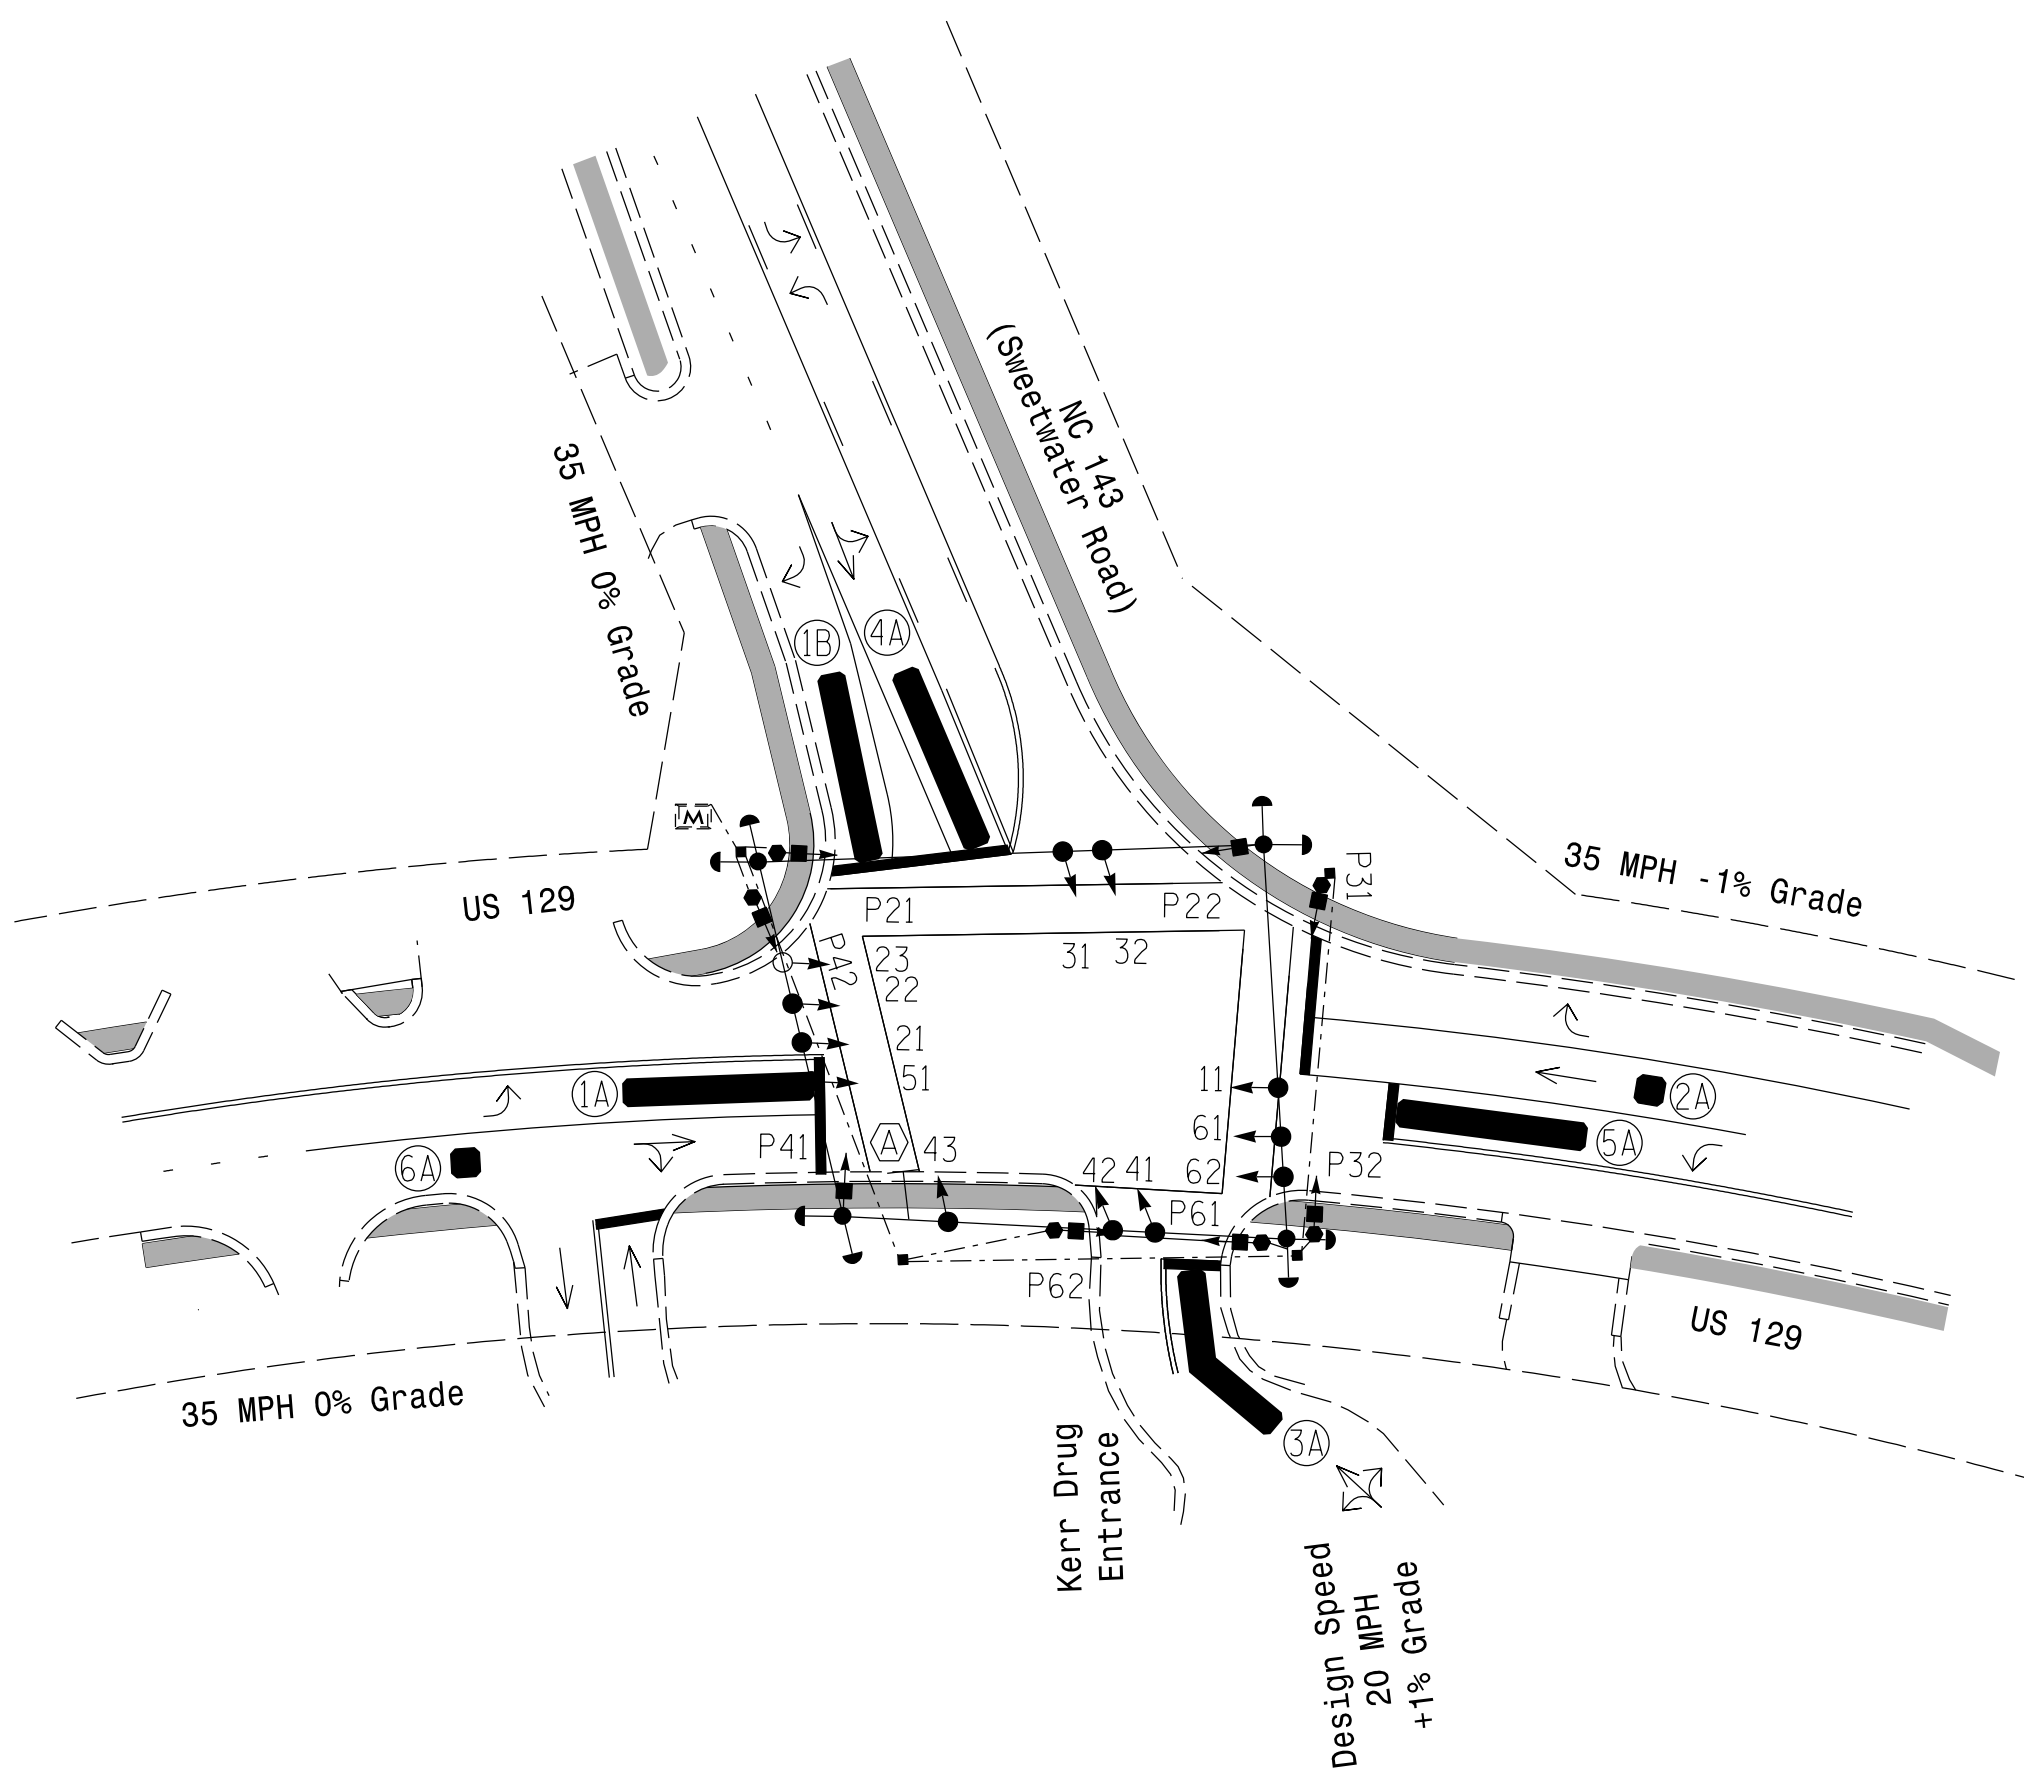 NC 143
(Sweetwater Road)
35 MPH 0% Grade
1B
4A
M
35 MPH -1% Grade
P31
US 129
P21
P22
P42
23
22
31
32
21
51
1A
11
2A
61
5A
6A
P41
A
43
42
41
62
P32
P61
P62
US 129
35 MPH 0% Grade
3A
Kerr Drug
Entrance
Design Speed
20 MPH
+1% Grade